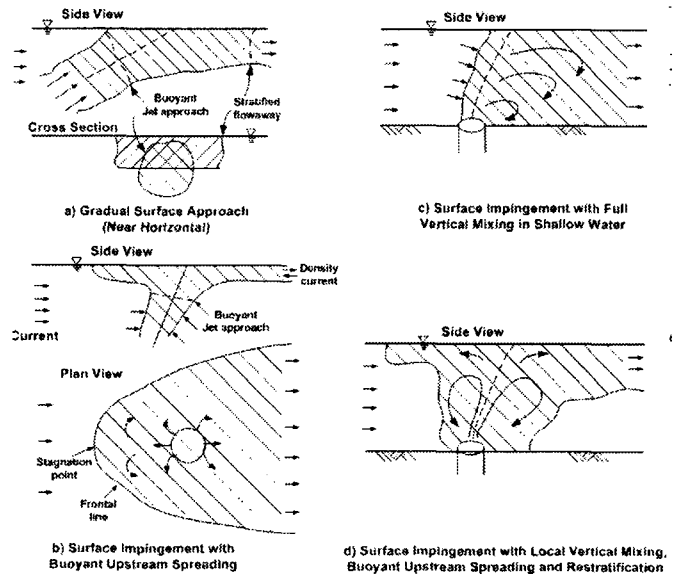 Side View
Buoyant
Jet approach
Stratified
flowaway
Cross Section
a) Gradual Surface Approach
(Near Horizontal)
Side View
c) Surface Impingement with Full
Vertical Mixing in Shallow Water
Side View
Density
current
Buoyant
Jet approach
Current
Plan View
Stagnation
point
Frontal
line
b) Surface Impingement with
Buoyant Upstream Spreading
Side View
d) Surface Impingement with Local Vertical Mixing,
Buoyant Upstream Spreading and Restratification